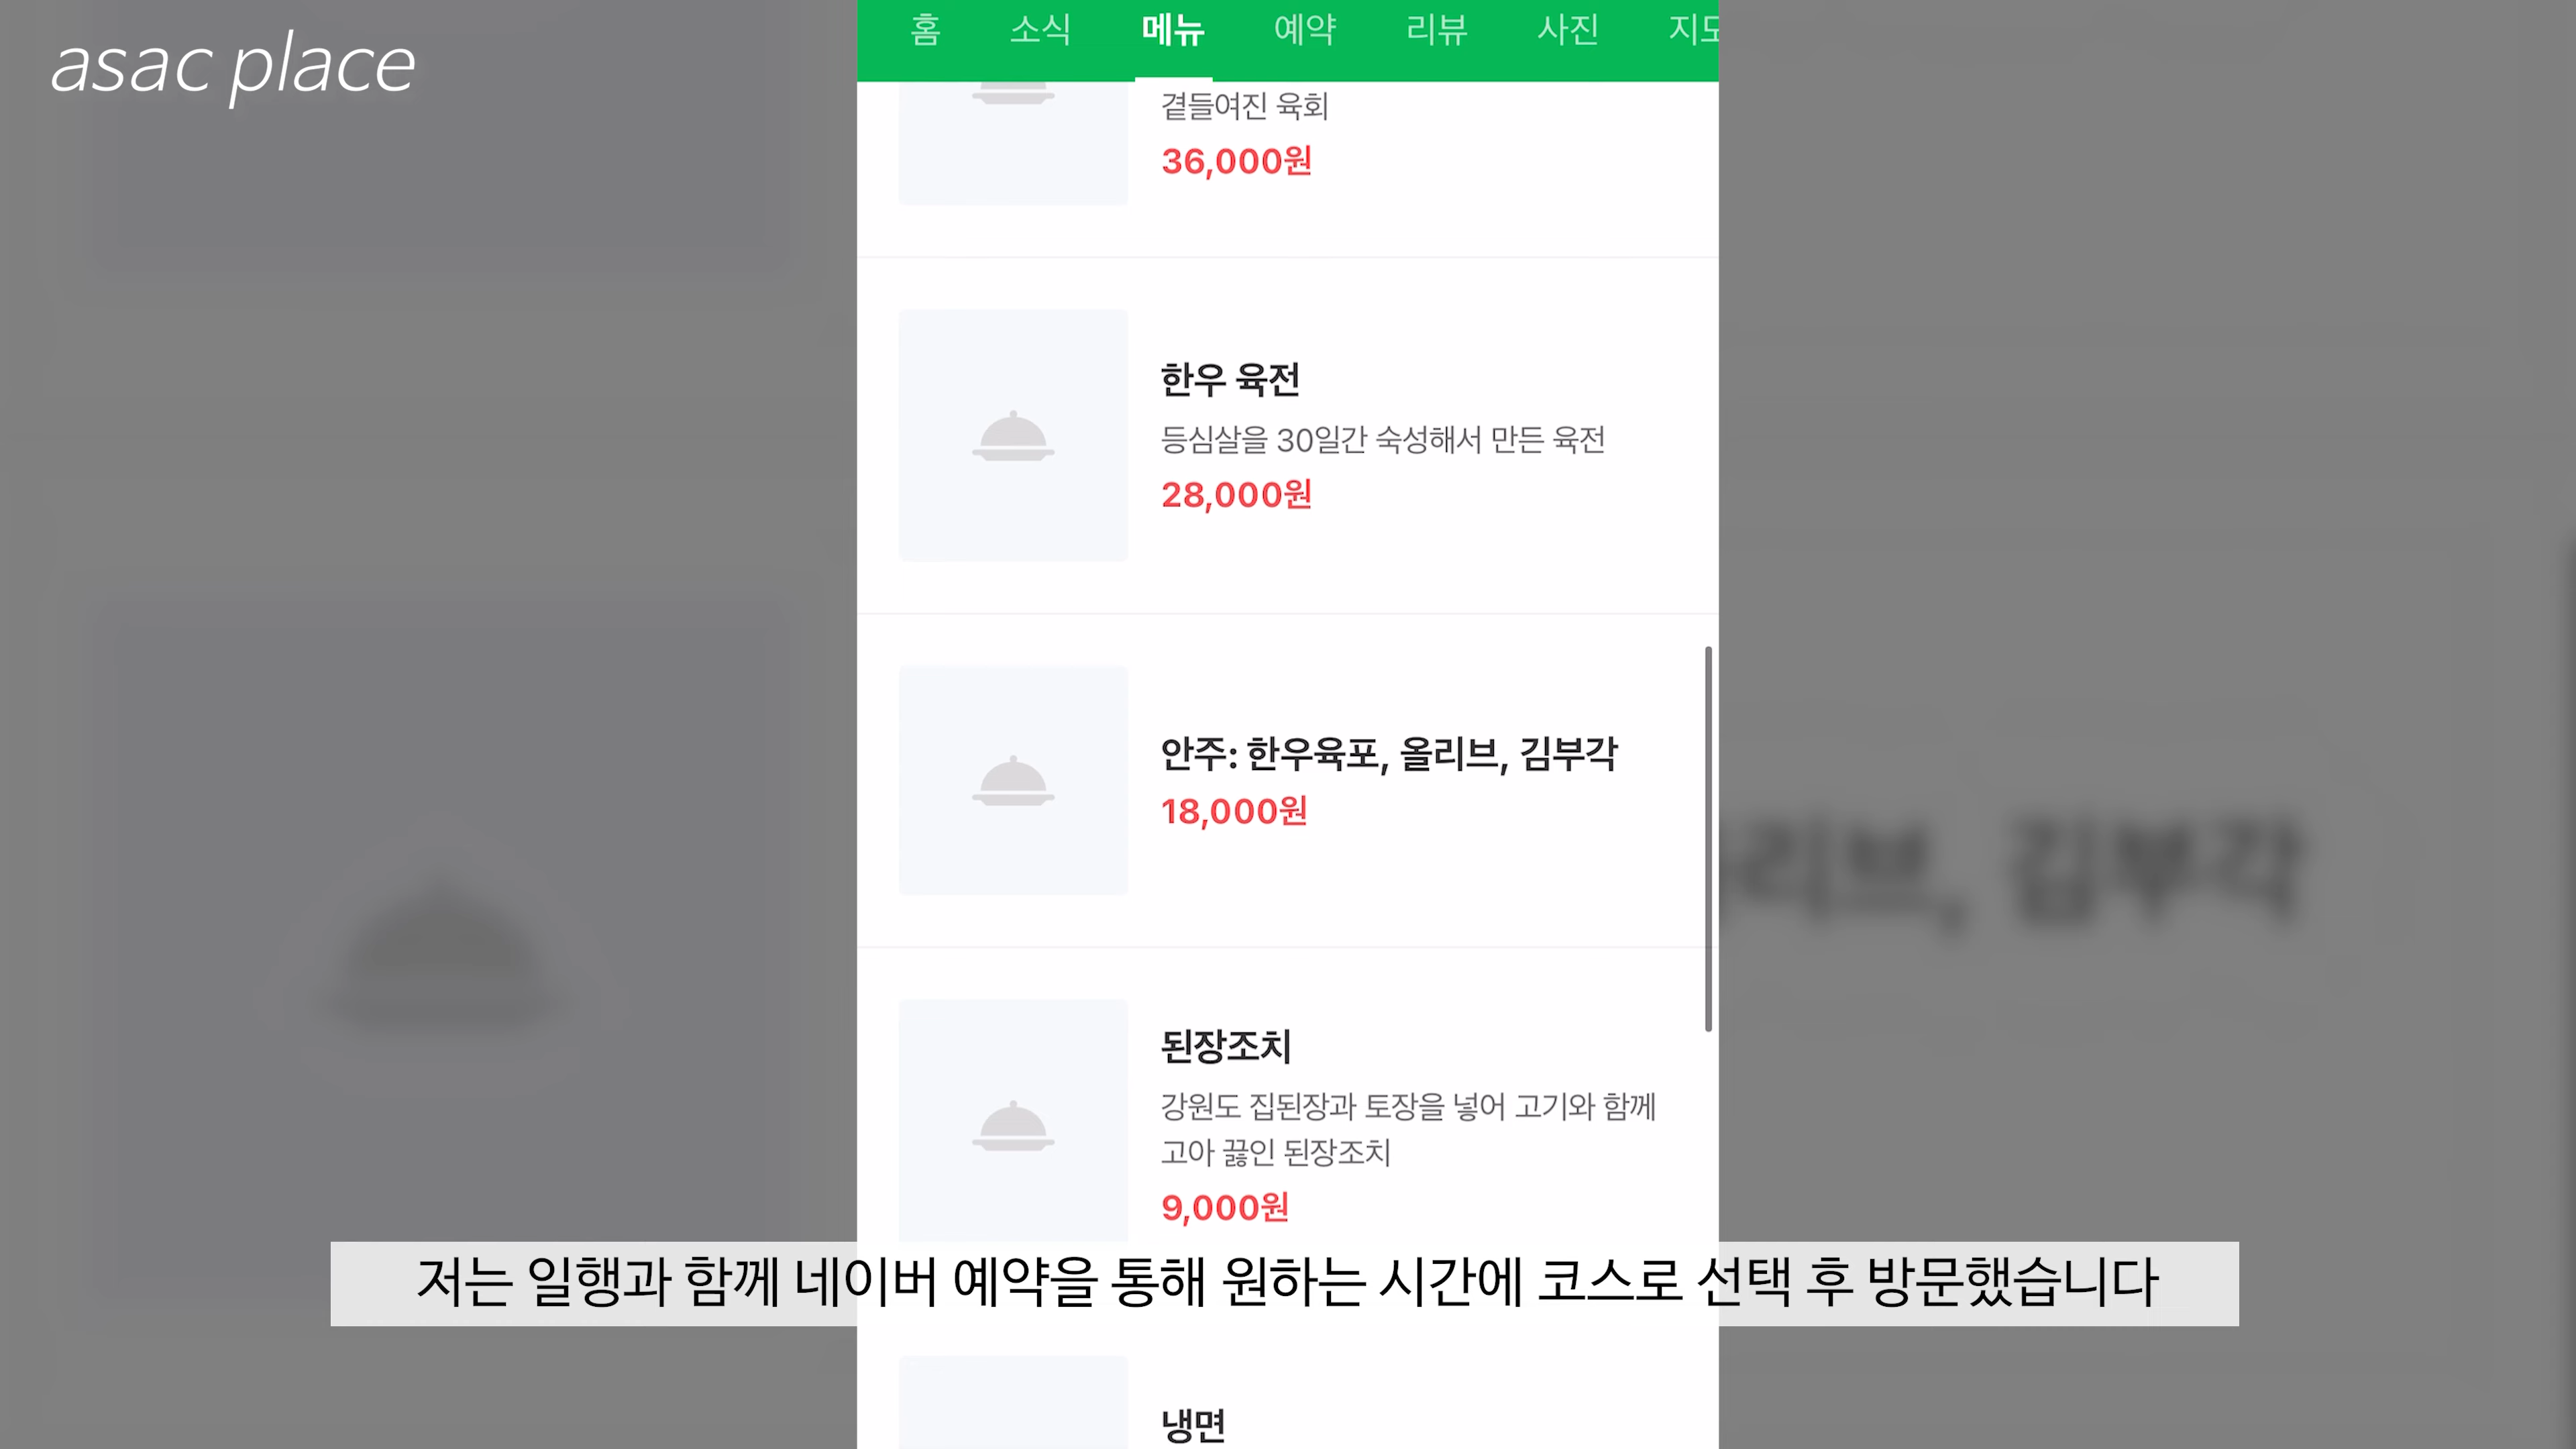 asac place
홈 소식 메뉴 예약 리뷰 사진
곁들여진 육회
36,000원
한우 육전
등심살을 30일간 숙성해서 만든 육전
28,000원
안주: 한우육포, 올리브, 김부각
18,000원
리브, 김부각
된장조치
강원도 집된장과 토장을 넣어 고기와 함께
고아 끓인 된장조치
9,000원
저는 일행과 함께 네이버 예약을 통해 원하는 시간에 코스로 선택 후 방문했습니다
냉면